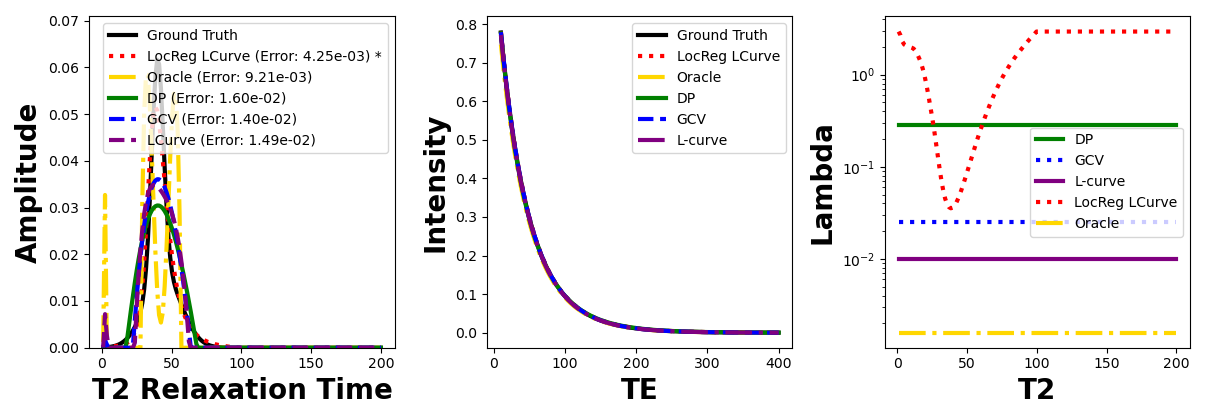 0.07
0.06
0.05
0.04
0.03
0.02
0.01
0.00
Amplitude
Ground Truth
LocReg LCurve (Error: 4.25e-03) *
Oracle (Error: 9.21e-03)
DP (Error: 1.60e-02)
GCV (Error: 1.40e-02)
LCurve (Error: 1.49e-02)
0 50 100 150 200
T2 Relaxation Time
0.8
0.7
0.6
0.5
0.4
0.3
0.2
0.1
0.0
Intensity
Ground Truth
LocReg LCurve
Oracle
DP
GCV
L-curve
0 100 200 300 400
TE
10⁰
10⁻¹
10⁻²
Lambda
DP
GCV
L-curve
LocReg LCurve
Oracle
0 50 100 150 200
T2